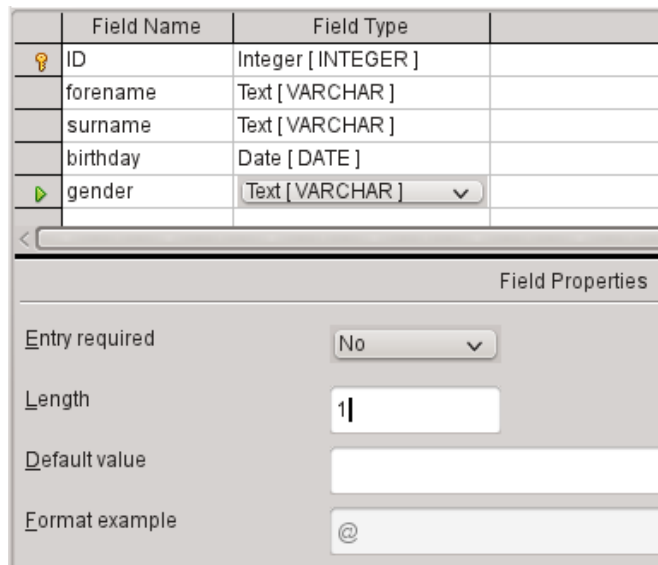 Field Name Field Type
ID Integer [ INTEGER ]
forename Text [ VARCHAR ]
surname Text [ VARCHAR ]
birthday Date [ DATE ]
gender Text [ VARCHAR ]
Field Properties
Entry required No
Length 1
Default value
Format example @